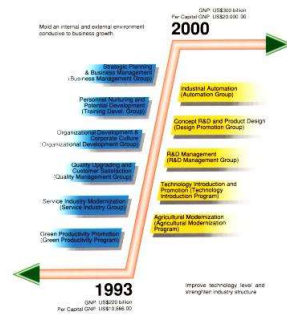 Mold an internal and external environment
conducive to business growth.
GNP US$300 billion
Per Capital GNP US$20,000.00
2000
Strategic Planning
& Business Management
(Business Management Group)
Personnel Nurturing and
Potential Development
(Training Devel. Group)
Organizational Development &
Corporate Culture
(Organizational Development Group)
Quality Upgrading and
Customer Satisfaction
(Quality Management Group)
Service Industry Modernization
(Service Industry Group)
Green Productivity Promotion
(Green Productivity Program)
Industrial Automation
(Automation Group)
Concept R&D and Product Design
(Design Promotion Group)
R&D Management
(R&D Management Group)
Technology Introduction and
Promotion (Technology
Introduction Program)
Agricultural Modernization
(Agricultural Modernization
Program)
1993
GNP US$220 billion
Per Capital GNP
Improve technology level and
strenghten industry structure